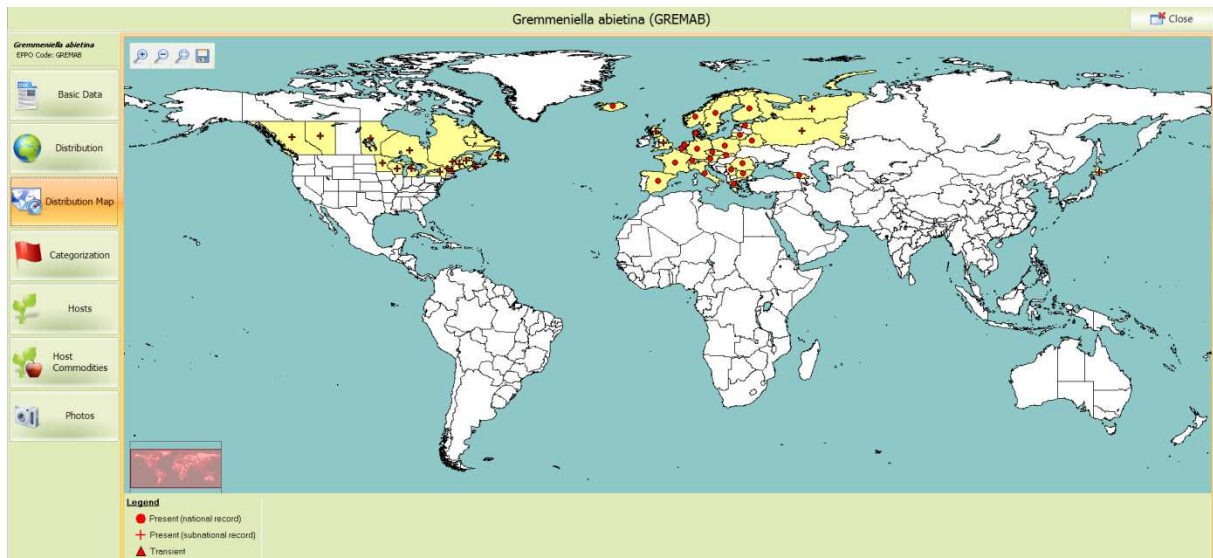 Gremmeniella abietina (GREMAB)
Close
Gremmeniella abietina
EPPO Code: GREMAB
Basic Data
Distribution
Distribution Map
Categorization
Hosts
Host
Commodities
Photos
Legend
Present (national record)
Present (subnational record)
Transient